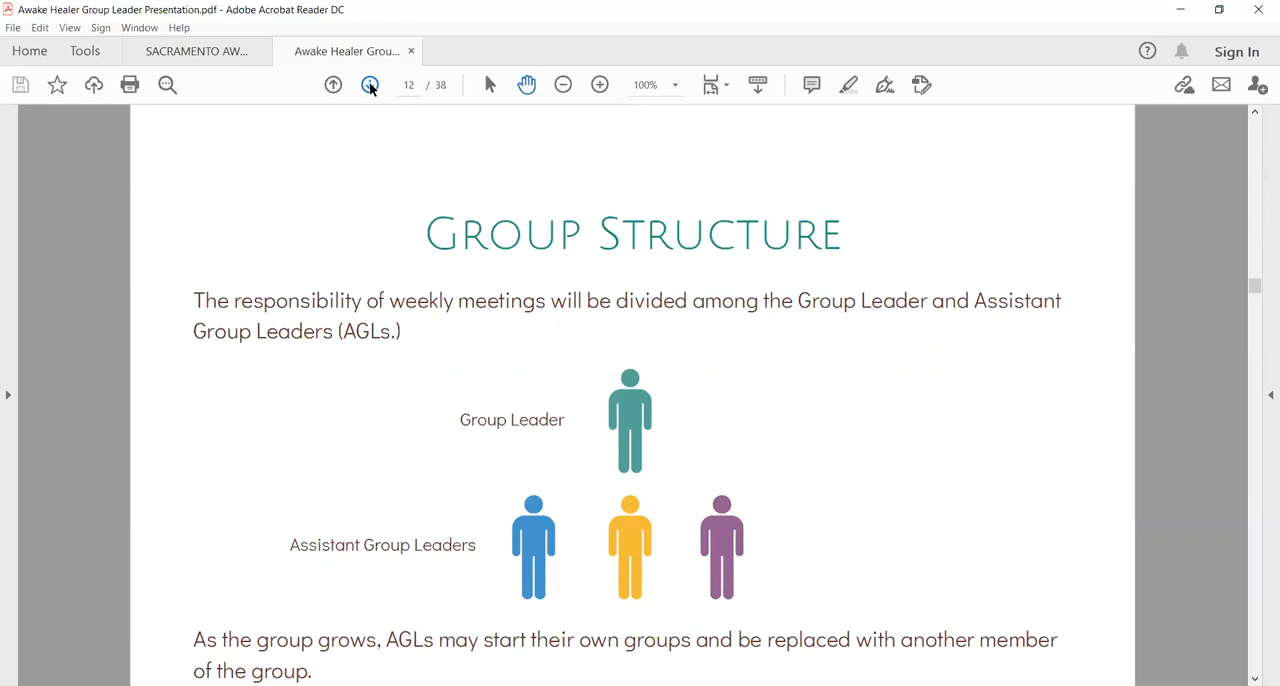 Awake Healer Group Leader Presentation.pdf - Adobe Acrobat Reader DC
File Edit View Sign Window Help
Home Tools SACRAMENTO AW... Awake Healer Grou... × Sign In
12 / 38 100%
GROUP STRUCTURE
The responsibility of weekly meetings will be divided among the Group Leader and Assistant
Group Leaders (AGLs.)
Group Leader
Assistant Group Leaders
As the group grows, AGLs may start their own groups and be replaced with another member
of the group.